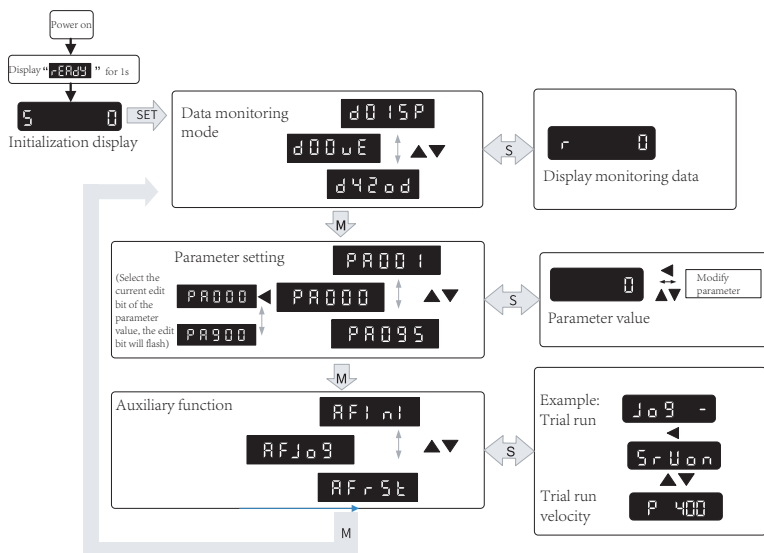 Power on
Display “rEAdy” for 1s
S 0
SET
Initialization display
Data monitoring
mode
d01SP
d00uE
d42od
S
r 0
Display monitoring data
M
Parameter setting
PA001
(Select the
current edit
bit of the
parameter
value, the edit
bit will flash)
PA000
PA900
PA000
PA095
S
0
Modify
parameter
Parameter value
M
Auxiliary function
AFInI
AFJog
AFrSt
S
Example:
Trial run
Jog -
SrUon
Trial run
velocity
P 400
M